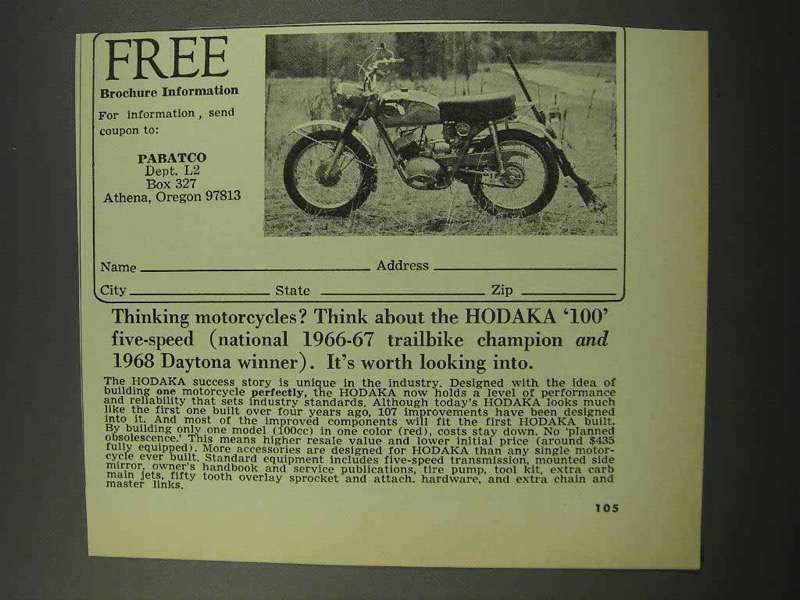 FREE
Brochure Information
For information, send
coupon to:
PABATCO
Dept. L2
Box 327
Athena, Oregon 97813
Name Address
City State Zip
Thinking motorcycles? Think about the HODAKA ‘100’
five-speed (national 1966-67 trailbike champion and
1968 Daytona winner). It's worth looking into.
The HODAKA success story is unique in the industry. Designed with the idea of
building one motorcycle perfectly, the HODAKA now holds a level of performance
and reliability that sets industry standards. Although today's HODAKA looks much
like the first one built over four years ago, 107 improvements have been designed
into it. And most of the improved components will fit the first HODAKA built.
By building only one model (100cc) in one color (red), costs stay down. No 'planned
obsolescence.' This means higher resale value and lower initial price (around $435
fully equipped). More accessories are designed for HODAKA than any single motor-
cycle ever built. Standard equipment includes five-speed transmission, mounted side
mirror, owner's handbook and service publications, tire pump, tool kit, extra carb
main jets, fifty tooth overlay sprocket and attach. hardware, and extra chain and
master links.
105